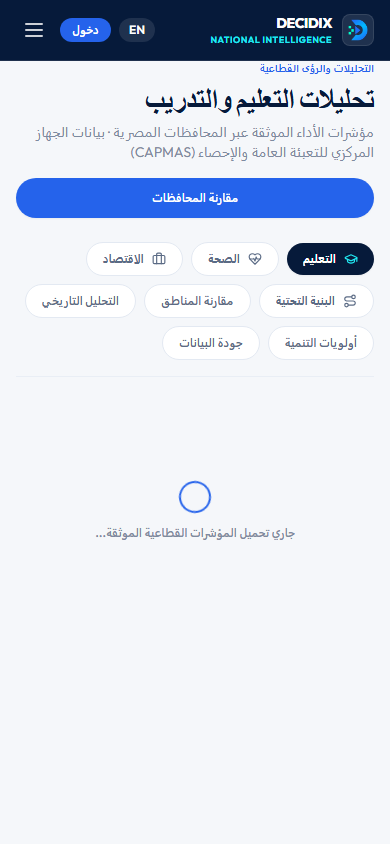 DECIDIX
NATIONAL INTELLIGENCE
EN
دخول
التحليلات والرؤى القطاعية
تحليلات التعليم والتدريب
مؤشرات الأداء الموثقة عبر المحافظات المصرية · بيانات الجهاز
المركزي للتعبئة العامة والإحصاء (CAPMAS)
مقارنة المحافظات
التعليم
الصحة
الاقتصاد
البنية التحتية
مقارنة المناطق
التحليل التاريخي
أولويات التنمية
جودة البيانات
جاري تحميل المؤشرات القطاعية الموثقة...